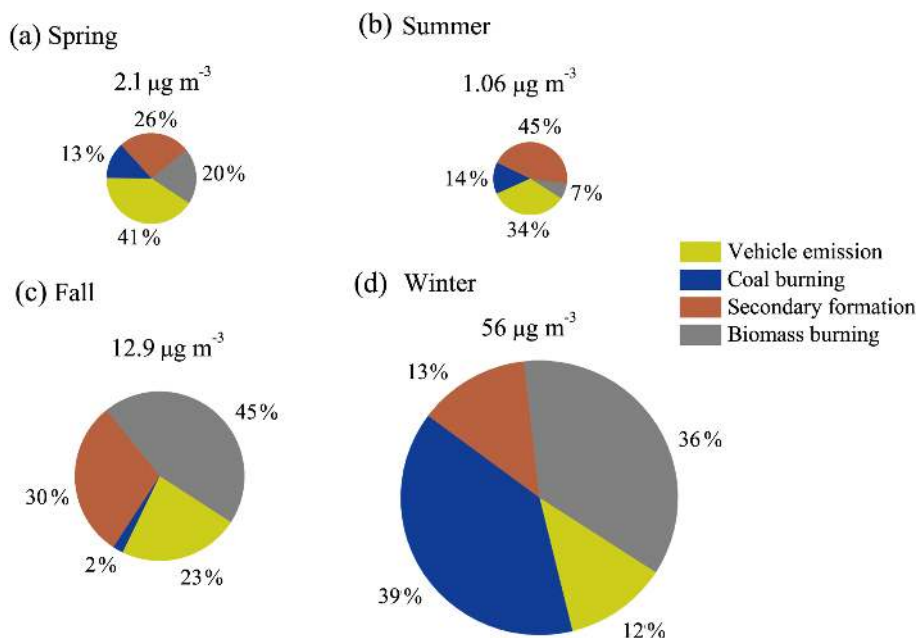 (a) Spring
2.1 µg m⁻³
26%
13%
20%
41%
(b) Summer
1.06 µg m⁻³
45%
14%
7%
34%
Vehicle emission
Coal burning
Secondary formation
Biomass burning
(c) Fall
12.9 µg m⁻³
45%
30%
2%
23%
(d) Winter
56 µg m⁻³
13%
36%
39%
12%